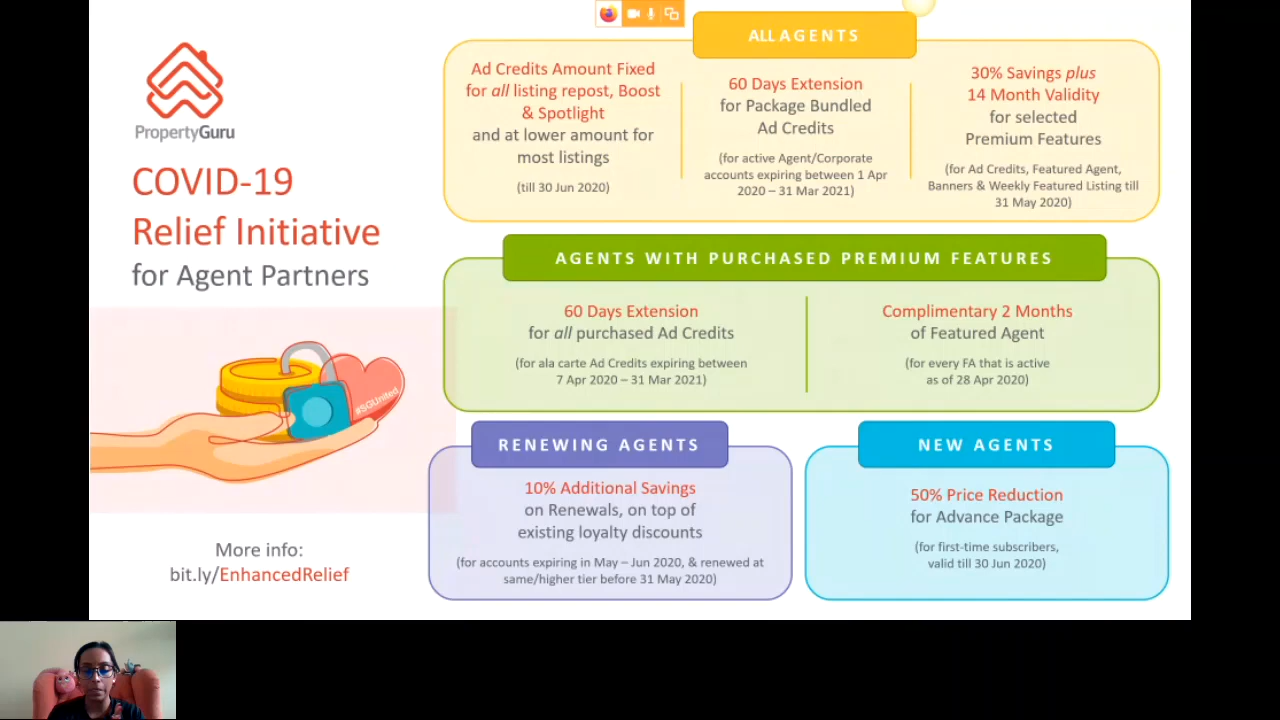 PropertyGuru
COVID-19
Relief Initiative
for Agent Partners
#SGUnited
More info:
bit.ly/EnhancedRelief
ALL AGENTS
Ad Credits Amount Fixed
for all listing repost, Boost
& Spotlight
and at lower amount for
most listings
(till 30 Jun 2020)
60 Days Extension
for Package Bundled
Ad Credits
(for active Agent/Corporate
accounts expiring between 1 Apr
2020 – 31 Mar 2021)
30% Savings plus
14 Month Validity
for selected
Premium Features
(for Ad Credits, Featured Agent,
Banners & Weekly Featured Listing till
31 May 2020)
AGENTS WITH PURCHASED PREMIUM FEATURES
60 Days Extension
for all purchased Ad Credits
(for ala carte Ad Credits expiring between
7 Apr 2020 – 31 Mar 2021)
Complimentary 2 Months
of Featured Agent
(for every FA that is active
as of 28 Apr 2020)
RENEWING AGENTS
10% Additional Savings
on Renewals, on top of
existing loyalty discounts
(for accounts expiring in May – Jun 2020, & renewed at
same/higher tier before 31 May 2020)
NEW AGENTS
50% Price Reduction
for Advance Package
(for first-time subscribers,
valid till 30 Jun 2020)